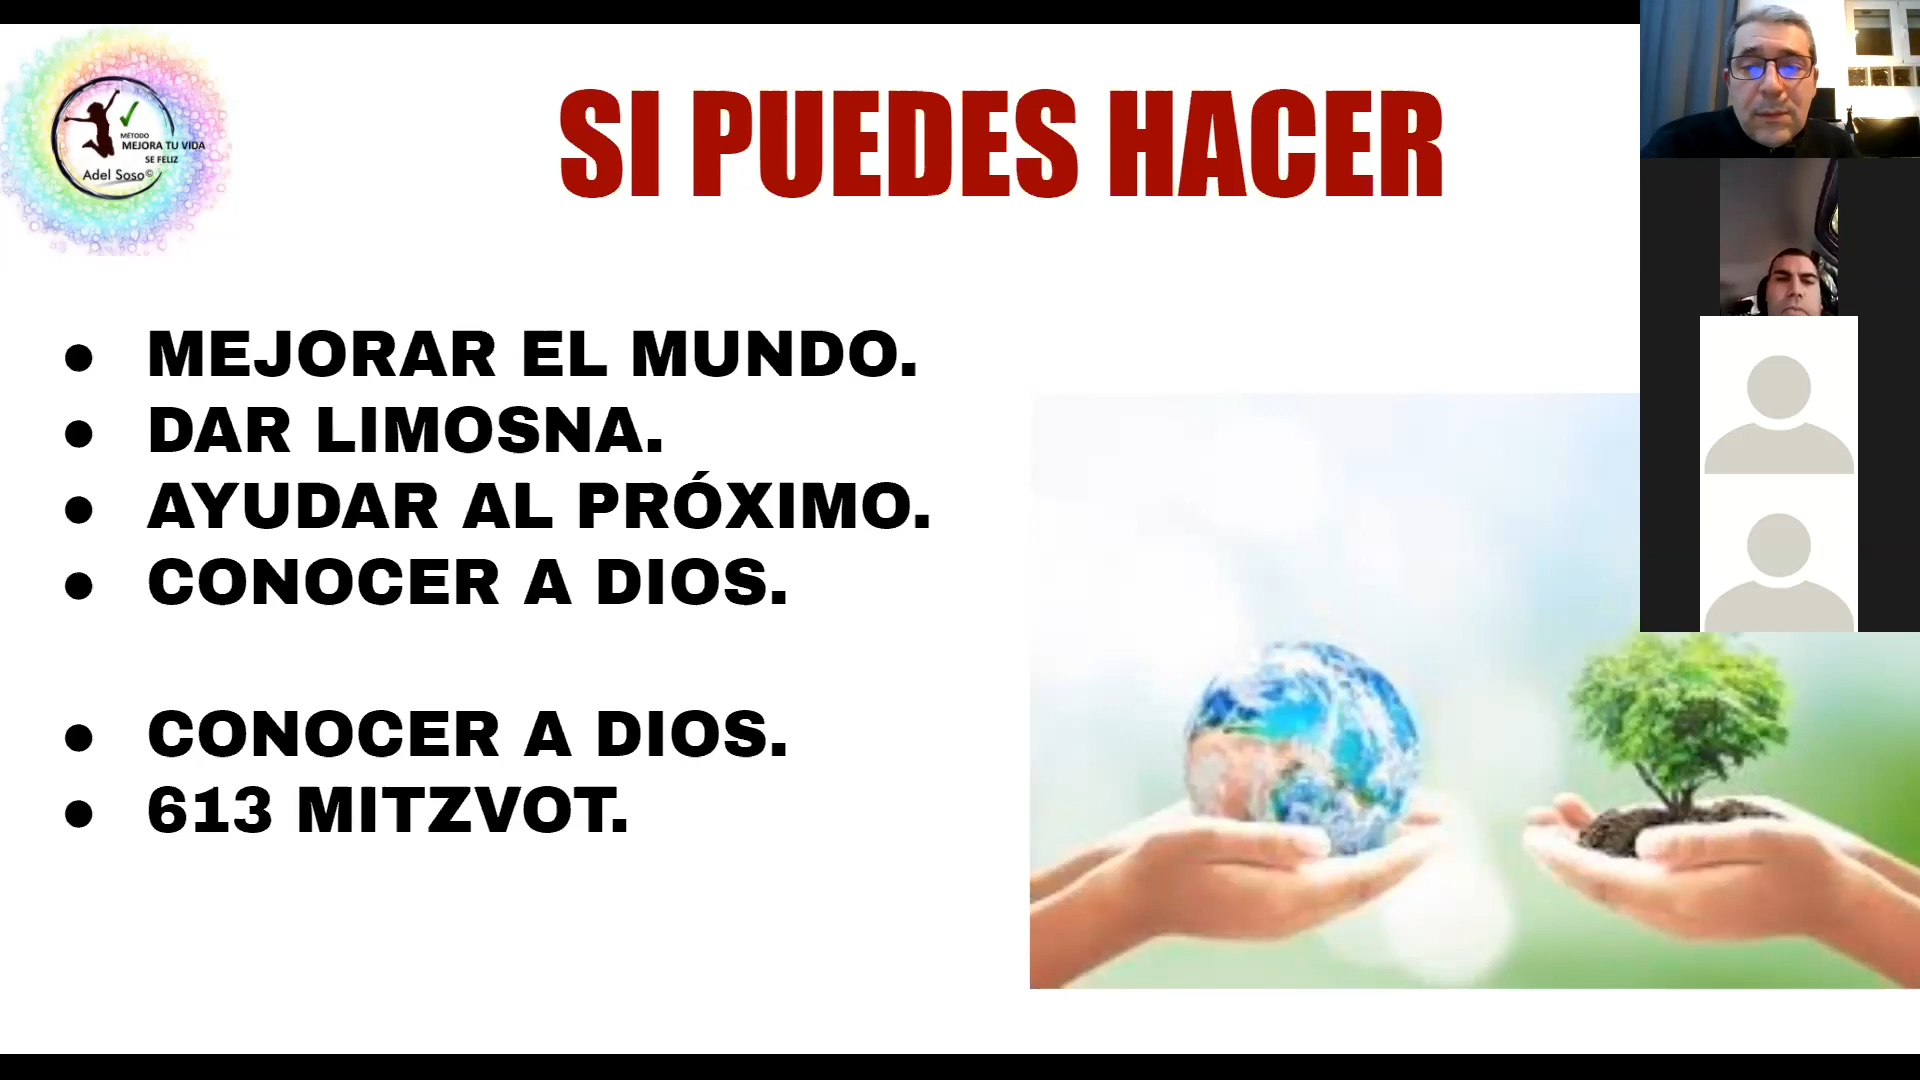 MÉTODO
MEJORA TU VIDA
SE FELIZ
Adel Soso©
SI PUEDES HACER
● MEJORAR EL MUNDO.
● DAR LIMOSNA.
● AYUDAR AL PRÓXIMO.
● CONOCER A DIOS.
● CONOCER A DIOS.
● 613 MITZVOT.